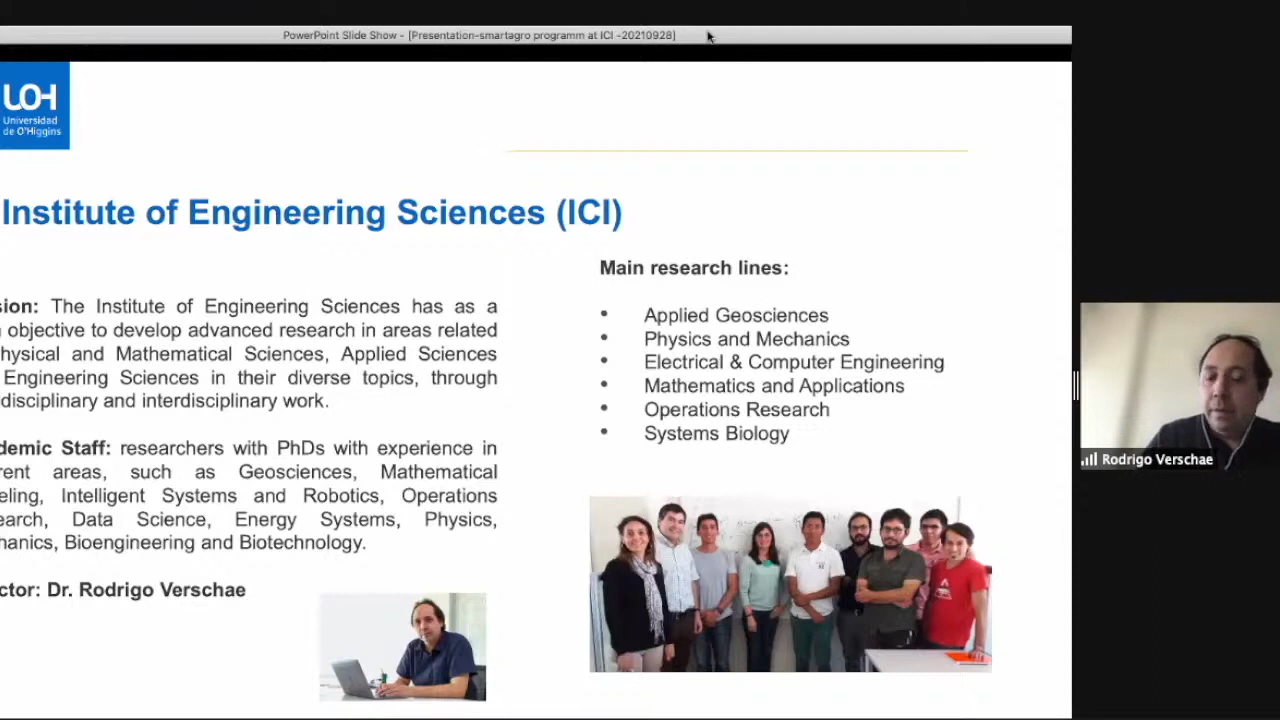 PowerPoint Slide Show - [Presentation-smartagro programm at ICI -20210928]
UOH
Universidad
de O'Higgins
Institute of Engineering Sciences (ICI)
sion: The Institute of Engineering Sciences has as a
objective to develop advanced research in areas related
hysical and Mathematical Sciences, Applied Sciences
Engineering Sciences in their diverse topics, through
disciplinary and interdisciplinary work.
demic Staff: researchers with PhDs with experience in
rent areas, such as Geosciences, Mathematical
eling, Intelligent Systems and Robotics, Operations
earch, Data Science, Energy Systems, Physics,
hanics, Bioengineering and Biotechnology.
ctor: Dr. Rodrigo Verschae
Main research lines:
• Applied Geosciences
• Physics and Mechanics
• Electrical & Computer Engineering
• Mathematics and Applications
• Operations Research
• Systems Biology
Rodrigo Verschae